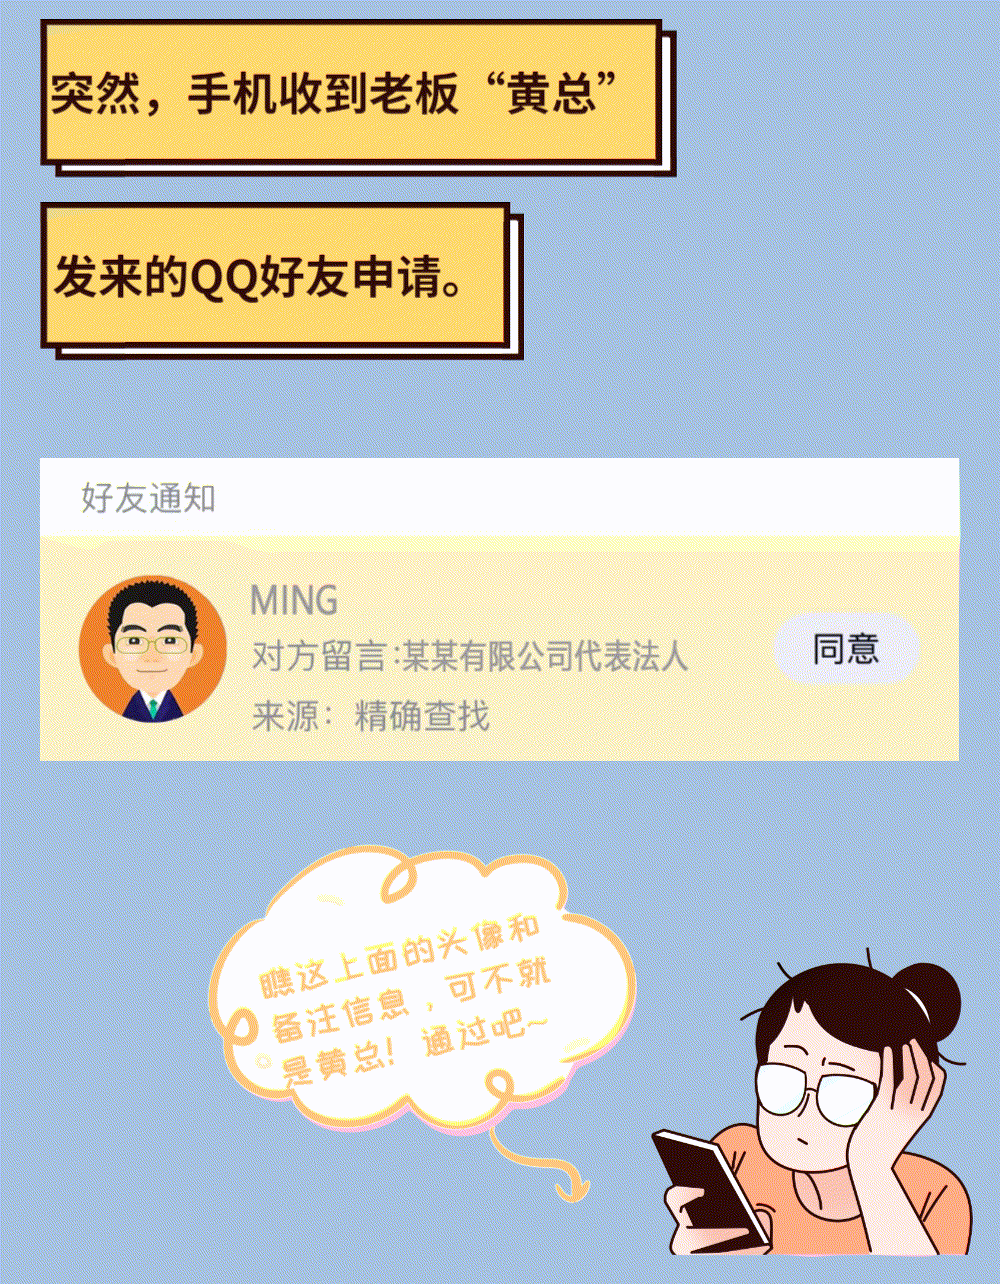 突然，手机收到老板“黄总”
发来的QQ好友申请。
好友通知
MING
对方留言:某某有限公司代表法人
同意
来源：精确查找
瞧这上面的头像和
备注信息，可不就
是黄总！通过吧~